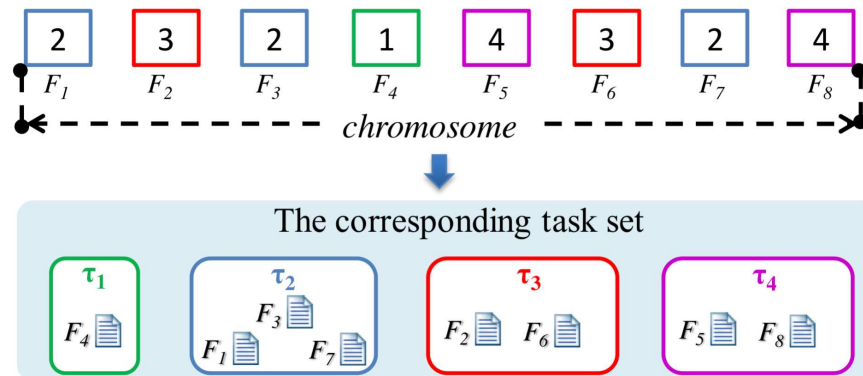 2 3 2 1 4 3 2 4
F1 F2 F3 F4 F5 F6 F7 F8
chromosome
The corresponding task set
τ1 τ2 τ3 τ4
F4 F3 F1 F7 F2 F6 F5 F8